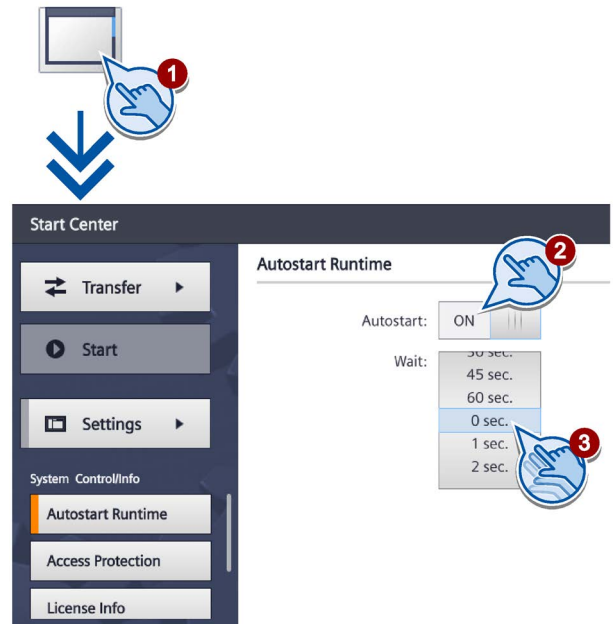 1
Start Center
2
Transfer
Autostart Runtime
Autostart: ON
Start
Wait:
45 sec.
60 sec.
Settings
0 sec.
3
1 sec.
2 sec.
System Control/Info
Autostart Runtime
Access Protection
License Info